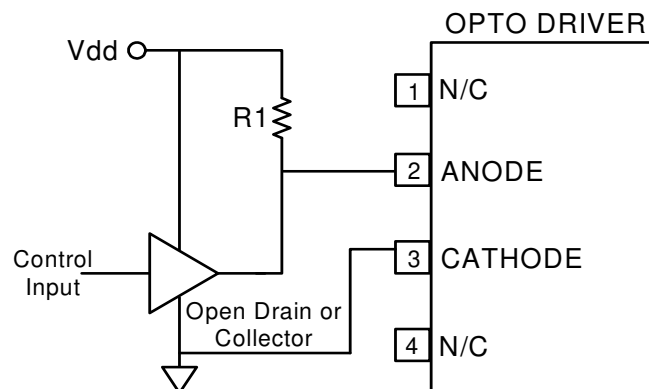 OPTO DRIVER
Vdd
1 N/C
R1
2 ANODE
Control
Input
3 CATHODE
Open Drain or
Collector
4 N/C